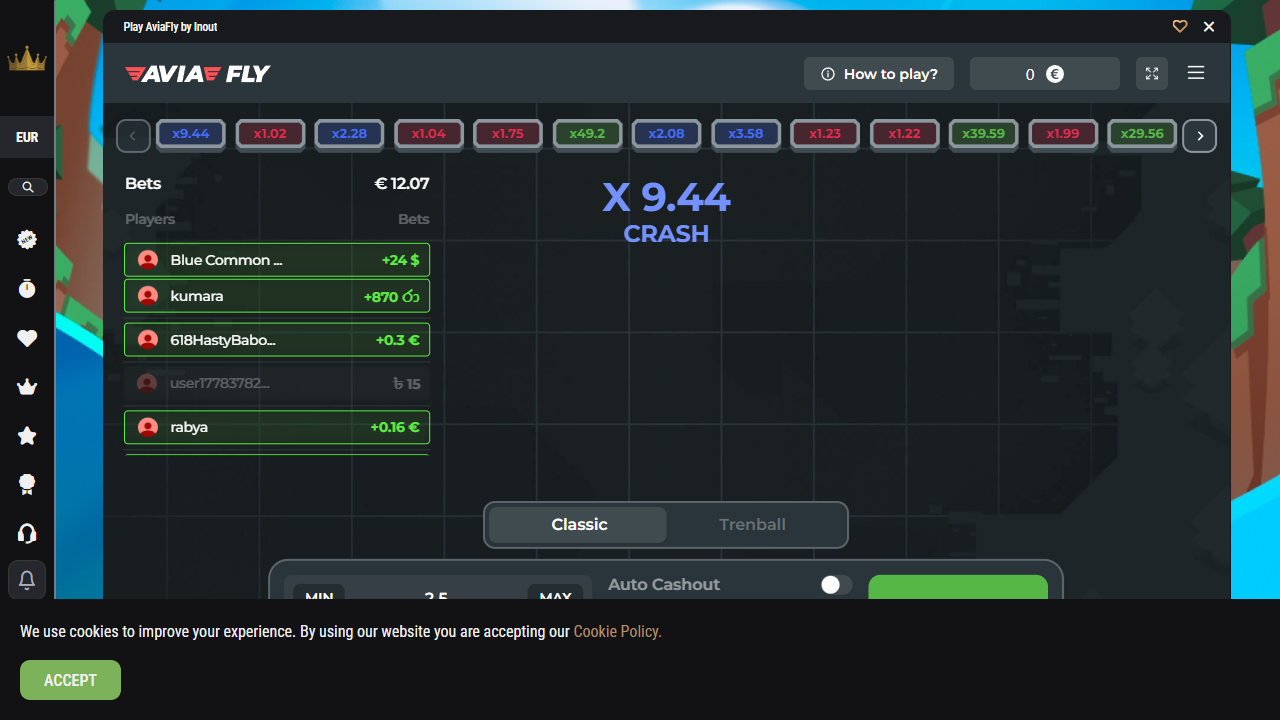 Play AviaFly by Inout
AVIA FLY
How to play?
0 €
EUR
x9.44 x1.02 x2.28 x1.04 x1.75 x49.2 x2.08 x3.58 x1.23 x1.22 x39.59 x1.99 x29.56
Bets € 12.07
Players Bets
X 9.44
CRASH
NEW
Blue Common ... +24 $
kumara +870 රු
618HastyBabo... +0.3 €
user17783782... ৳ 15
rabya +0.16 €
Classic Trenball
MIN 2.5 MAX
Auto Cashout
We use cookies to improve your experience. By using our website you are accepting our Cookie Policy.
ACCEPT